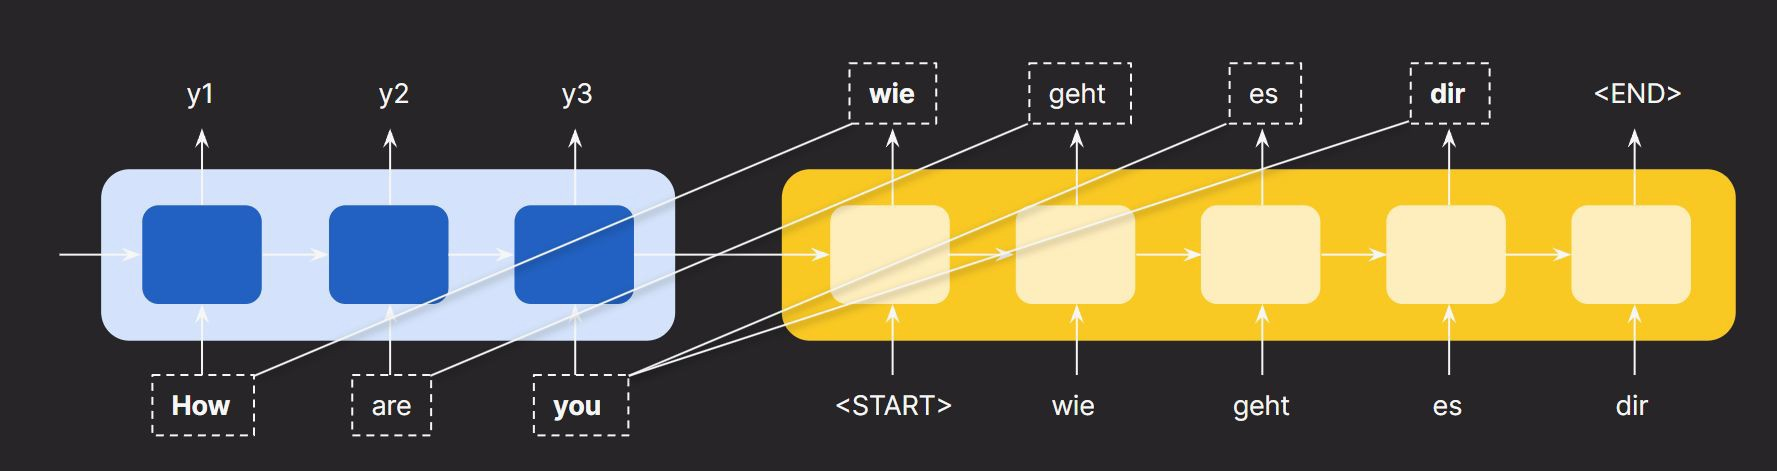 y1 y2 y3 wie geht es dir <END>
How are you <START> wie geht es dir